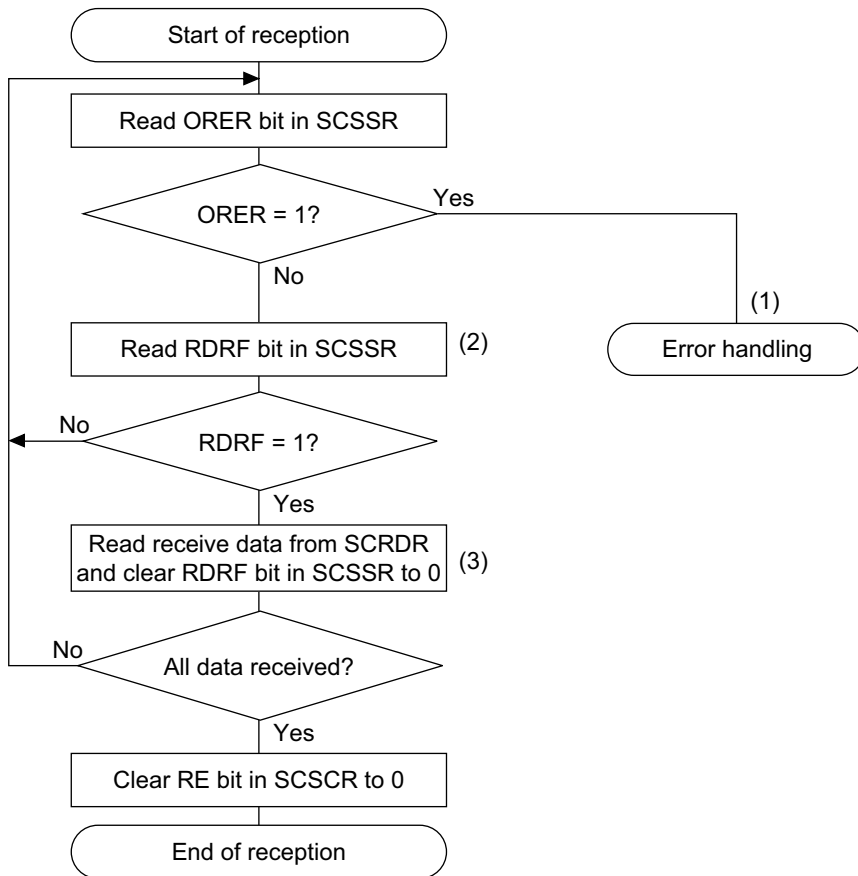 Start of reception
Read ORER bit in SCSSR
Yes
ORER = 1?
No
(1)
Read RDRF bit in SCSSR
(2)
Error handling
No
RDRF = 1?
Yes
Read receive data from SCRDR
and clear RDRF bit in SCSSR to 0
(3)
No
All data received?
Yes
Clear RE bit in SCSCR to 0
End of reception